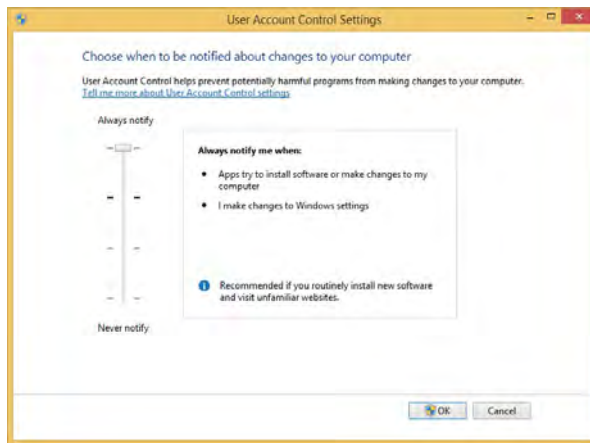 User Account Control Settings
Choose when to be notified about changes to your computer
User Account Control helps prevent potentially harmful programs from making changes to your computer.
Tell me more about User Account Control settings
Always notify
Always notify me when:
Apps try to install software or make changes to my
computer
I make changes to Windows settings
Recommended if you routinely install new software
and visit unfamiliar websites.
Never notify
OK
Cancel